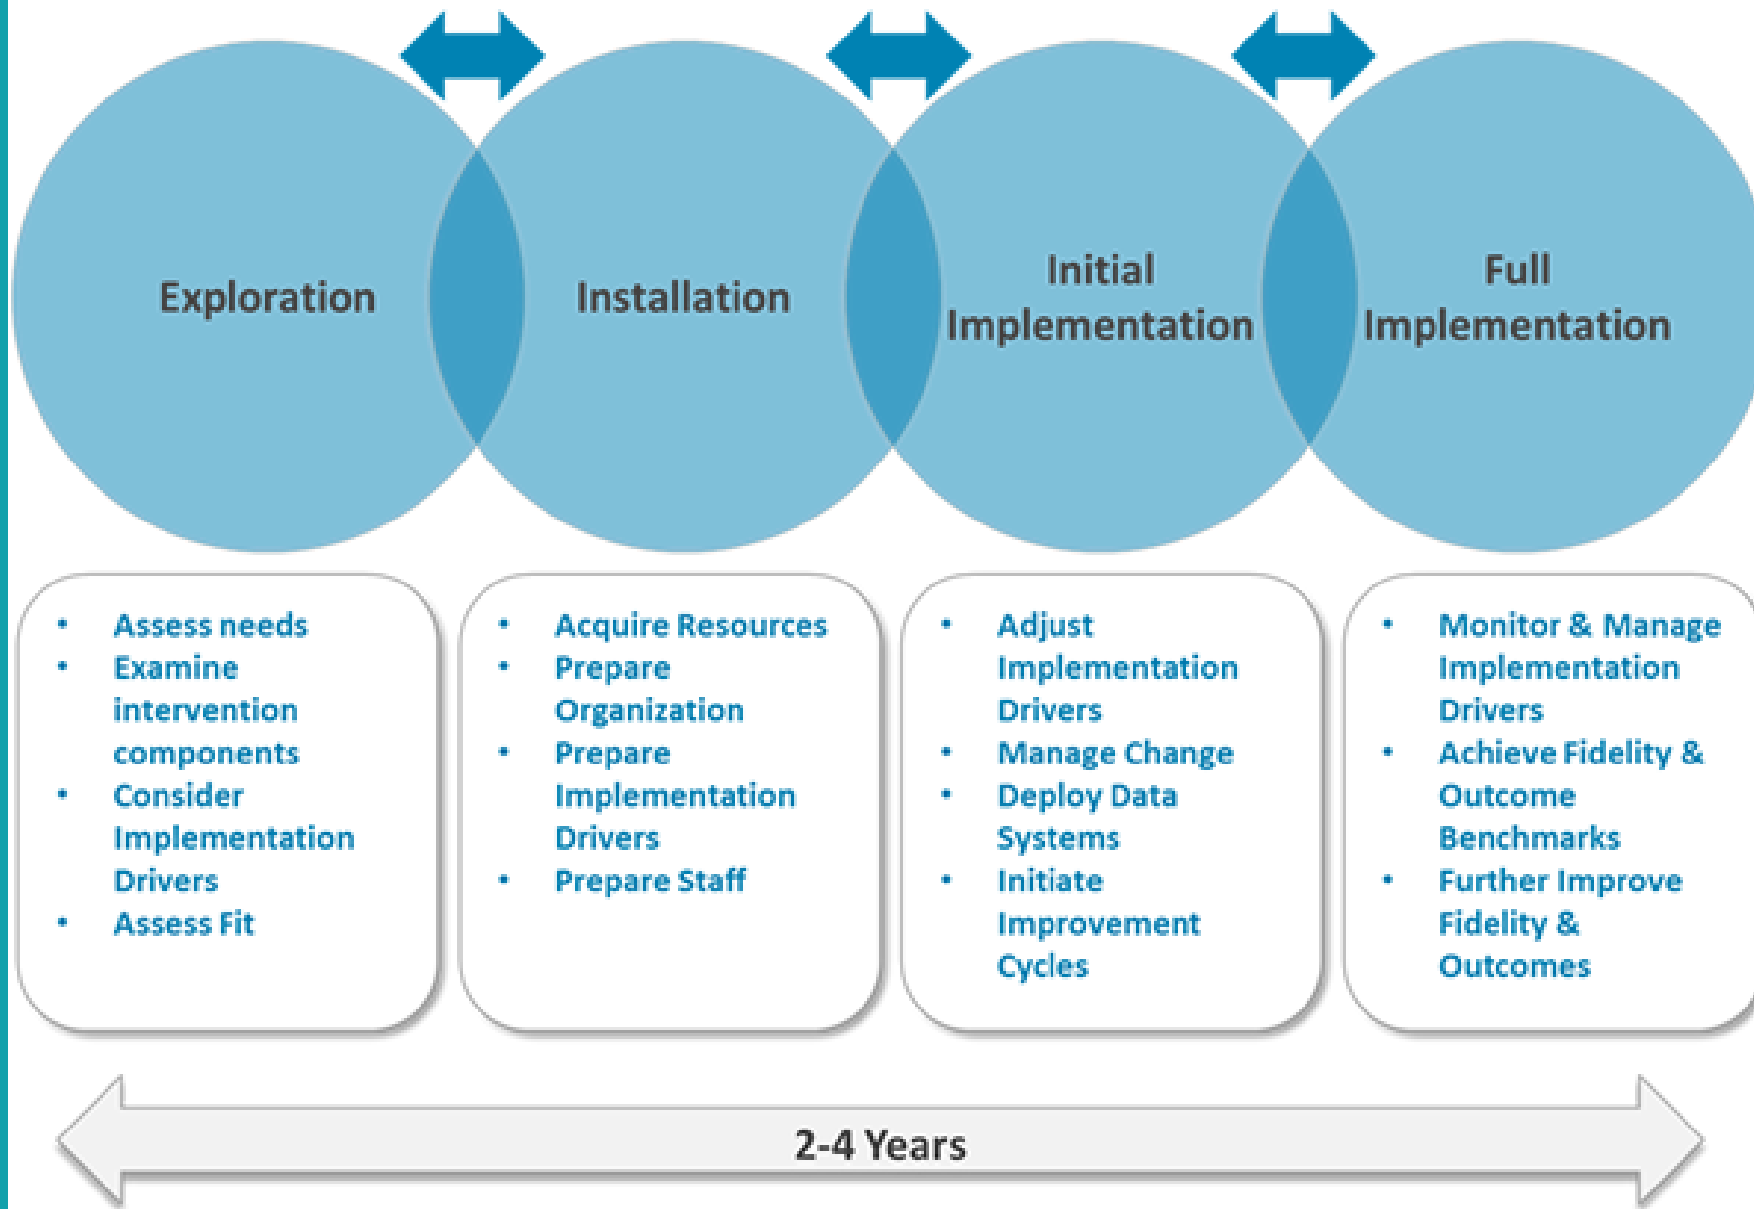 Exploration
Installation
Initial
Implementation
Full
Implementation
• Assess needs
• Examine
intervention
components
• Consider
Implementation
Drivers
• Assess Fit
• Acquire Resources
• Prepare
Organization
• Prepare
Implementation
Drivers
• Prepare Staff
• Adjust
Implementation
Drivers
• Manage Change
• Deploy Data
Systems
• Initiate
Improvement
Cycles
• Monitor & Manage
Implementation
Drivers
• Achieve Fidelity &
Outcome
Benchmarks
• Further Improve
Fidelity &
Outcomes
2-4 Years